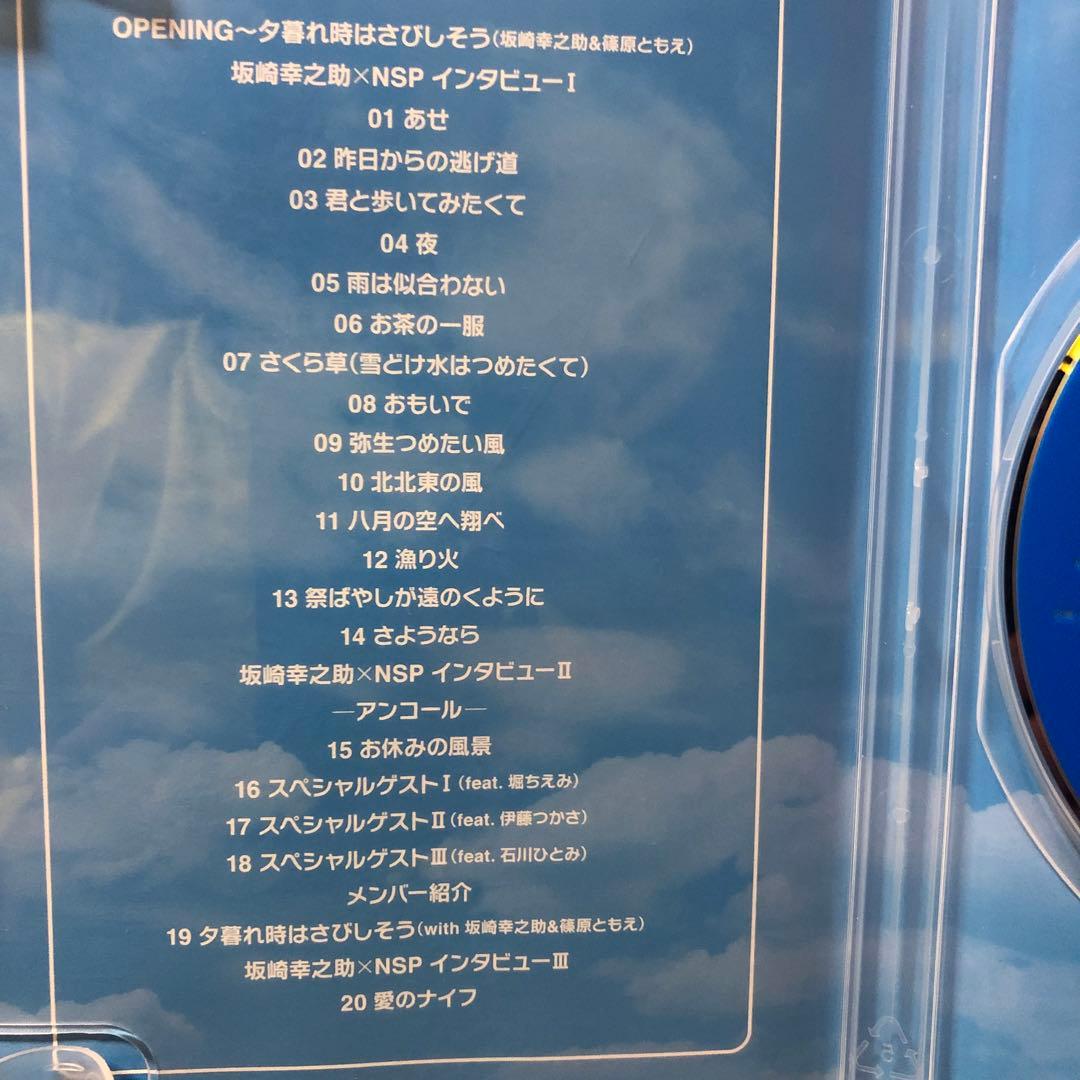 OPENING〜夕暮れ時はさびしそう(坂崎幸之助&篠原ともえ)
坂崎幸之助×NSP インタビューⅠ
01 あせ
02 昨日からの逃げ道
03 君と歩いてみたくて
04 夜
05 雨は似合わない
06 お茶の一服
07 さくら草(雪どけ水はつめたくて)
08 おもいで
09 弥生つめたい風
10 北北東の風
11 八月の空へ翔べ
12 漁り火
13 祭ばやしが遠のくように
14 さようなら
坂崎幸之助×NSP インタビューⅡ
—アンコール—
15 お休みの風景
16 スペシャルゲストⅠ(feat. 堀ちえみ)
17 スペシャルゲストⅡ(feat. 伊藤つかさ)
18 スペシャルゲストⅢ(feat. 石川ひとみ)
メンバー紹介
19 夕暮れ時はさびしそう(with 坂崎幸之助&篠原ともえ)
坂崎幸之助×NSP インタビューⅢ
20 愛のナイフ